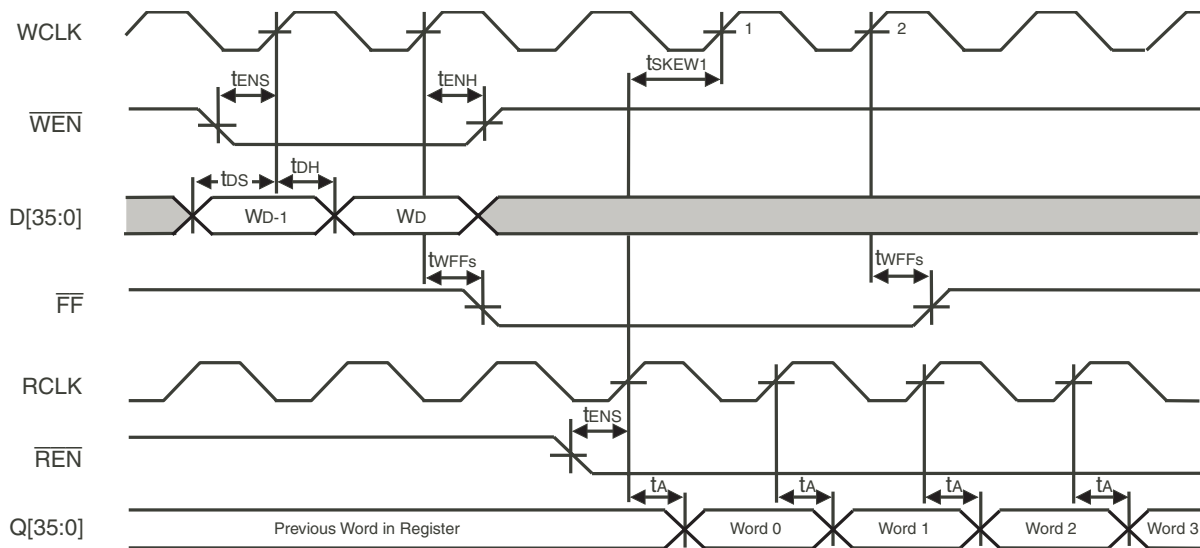 WCLK 1 2
tSKEW1
tENS tENH
WEN
tDS tDH
D[35:0] WD-1 WD
tWFFs tWFFs
FF
RCLK
tENS
REN
tA tA tA tA
Q[35:0] Previous Word in Register Word 0 Word 1 Word 2 Word 3